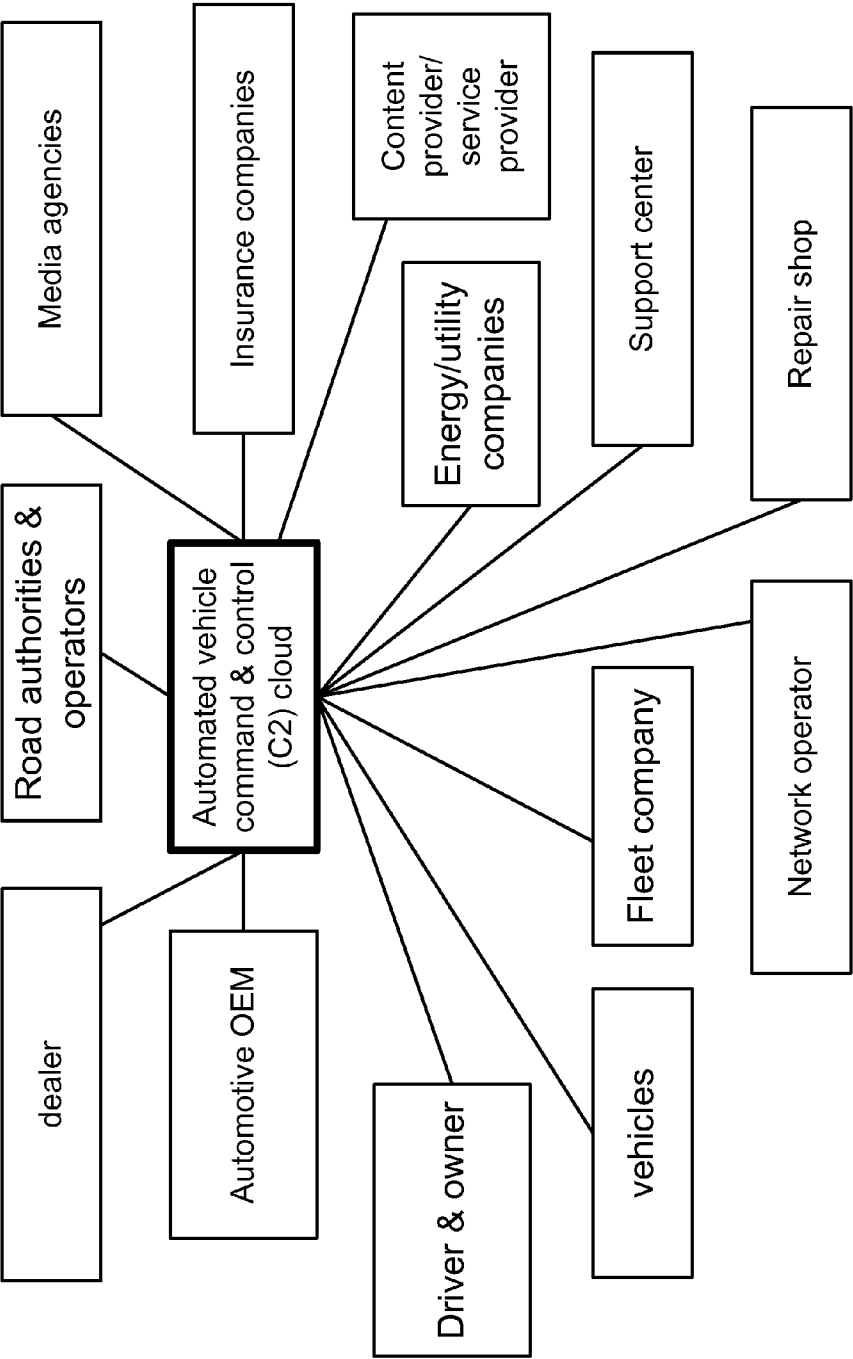 dealer
Road authorities &
operators
Media agencies
Automotive OEM
Automated vehicle
command & control
(C2) cloud
Insurance companies
Driver & owner
Energy/utility
companies
Content
provider/
service
provider
vehicles
Fleet company
Support center
Network operator
Repair shop